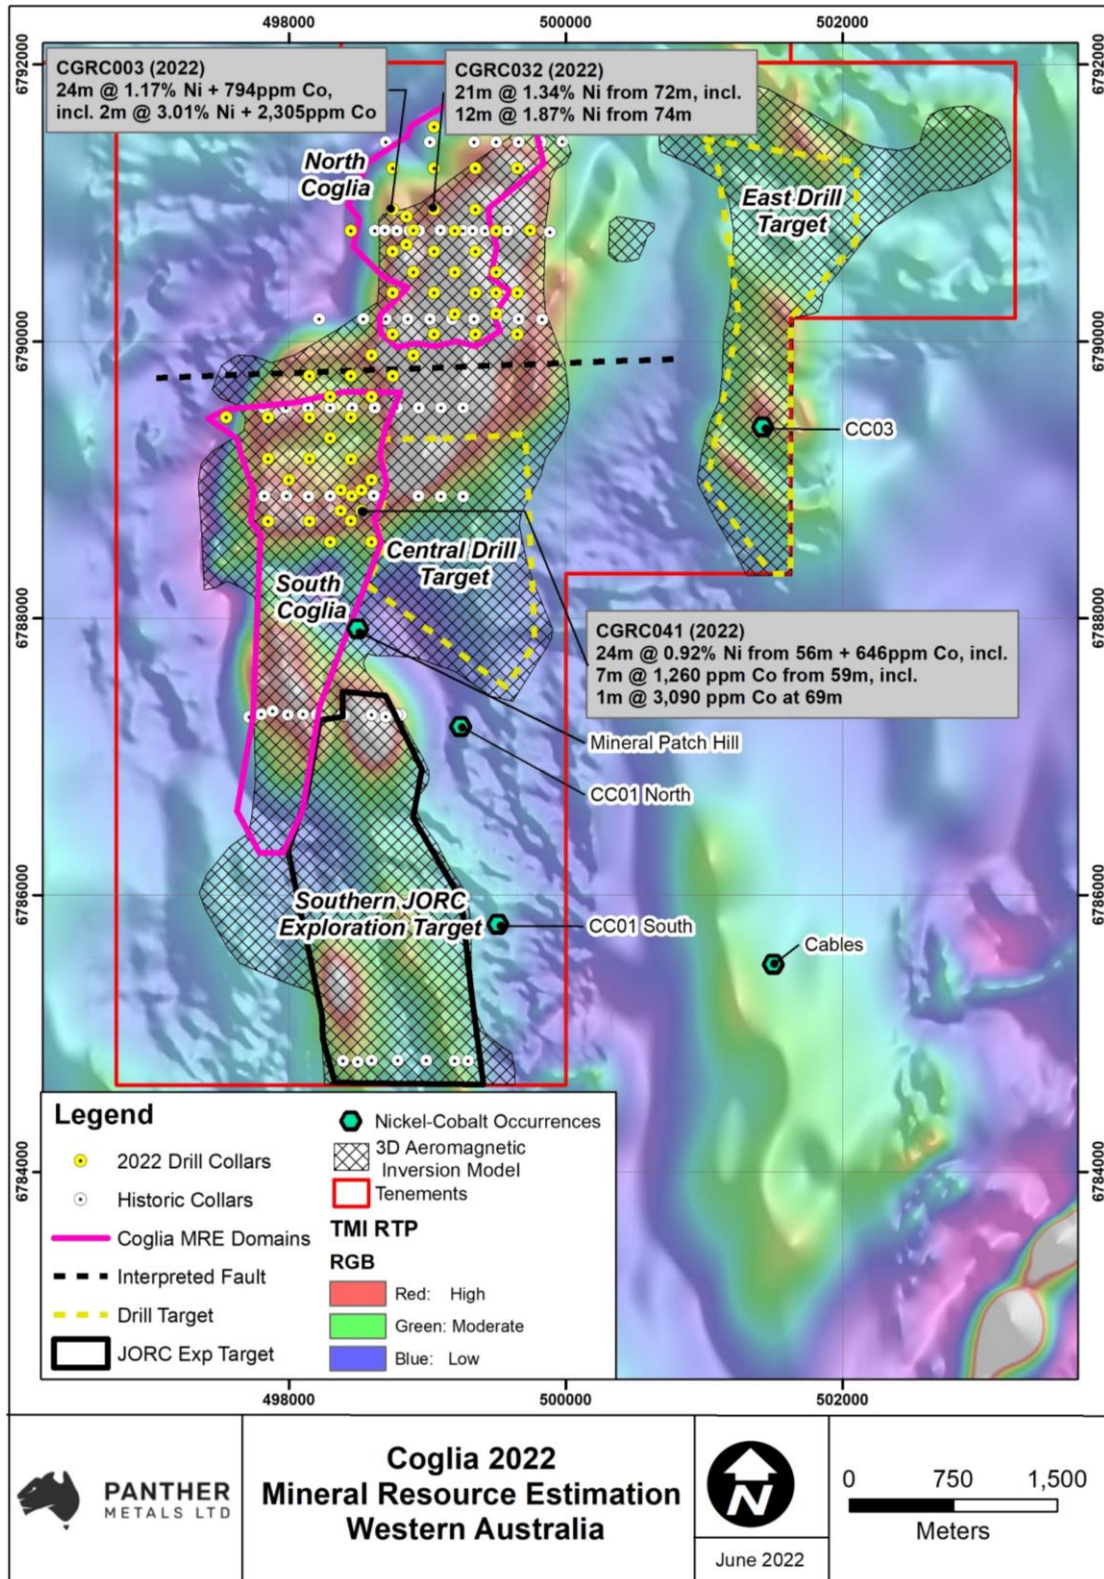 498000 500000 502000
6792000
6792000
CGRC003 (2022)
24m @ 1.17% Ni + 794ppm Co,
incl. 2m @ 3.01% Ni + 2,305ppm Co
CGRC032 (2022)
21m @ 1.34% Ni from 72m, incl.
12m @ 1.87% Ni from 74m
North
Coglia
East Drill
Target
6790000
6790000
CC03
Central Drill
Target
South
Coglia
6788000
6788000
CGRC041 (2022)
24m @ 0.92% Ni from 56m + 646ppm Co, incl.
7m @ 1,260 ppm Co from 59m, incl.
1m @ 3,090 ppm Co at 69m
Mineral Patch Hill
CC01 North
6786000
6786000
Southern JORC
Exploration Target
CC01 South
Cables
6784000
6784000
Legend
2022 Drill Collars
Historic Collars
Coglia MRE Domains
Interpreted Fault
Drill Target
JORC Exp Target
Nickel-Cobalt Occurrences
3D Aeromagnetic
Inversion Model
Tenements
TMI RTP
RGB
Red: High
Green: Moderate
Blue: Low
498000 500000 502000
PANTHER
METALS LTD
Coglia 2022
Mineral Resource Estimation
Western Australia
N
June 2022
0 750 1,500
Meters